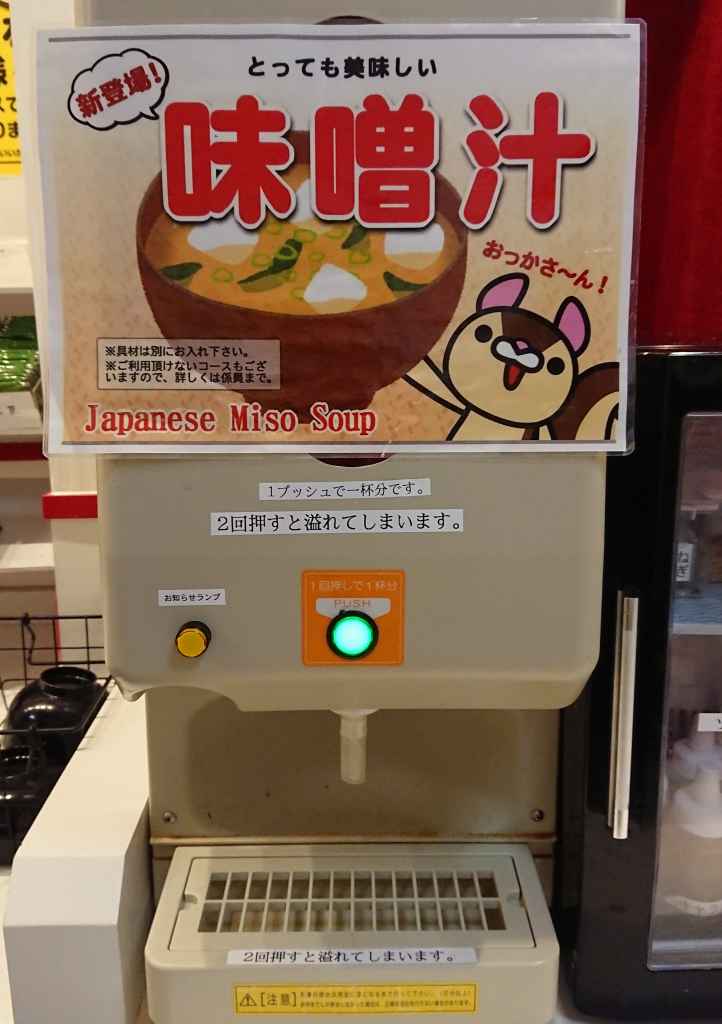 とっても美味しい
新登場!
味噌汁
おっかさ～ん!
※具材は別にお入れ下さい。
※ご利用頂けないコースもござ
いますので、詳しくは係員まで。
Japanese Miso Soup
1プッシュで一杯分です。
2回押すと溢れてしまいます。
お知らせランプ
1回押しで1杯分
PUSH
ねぎ
2回押すと溢れてしまいます。
⚠[注意]